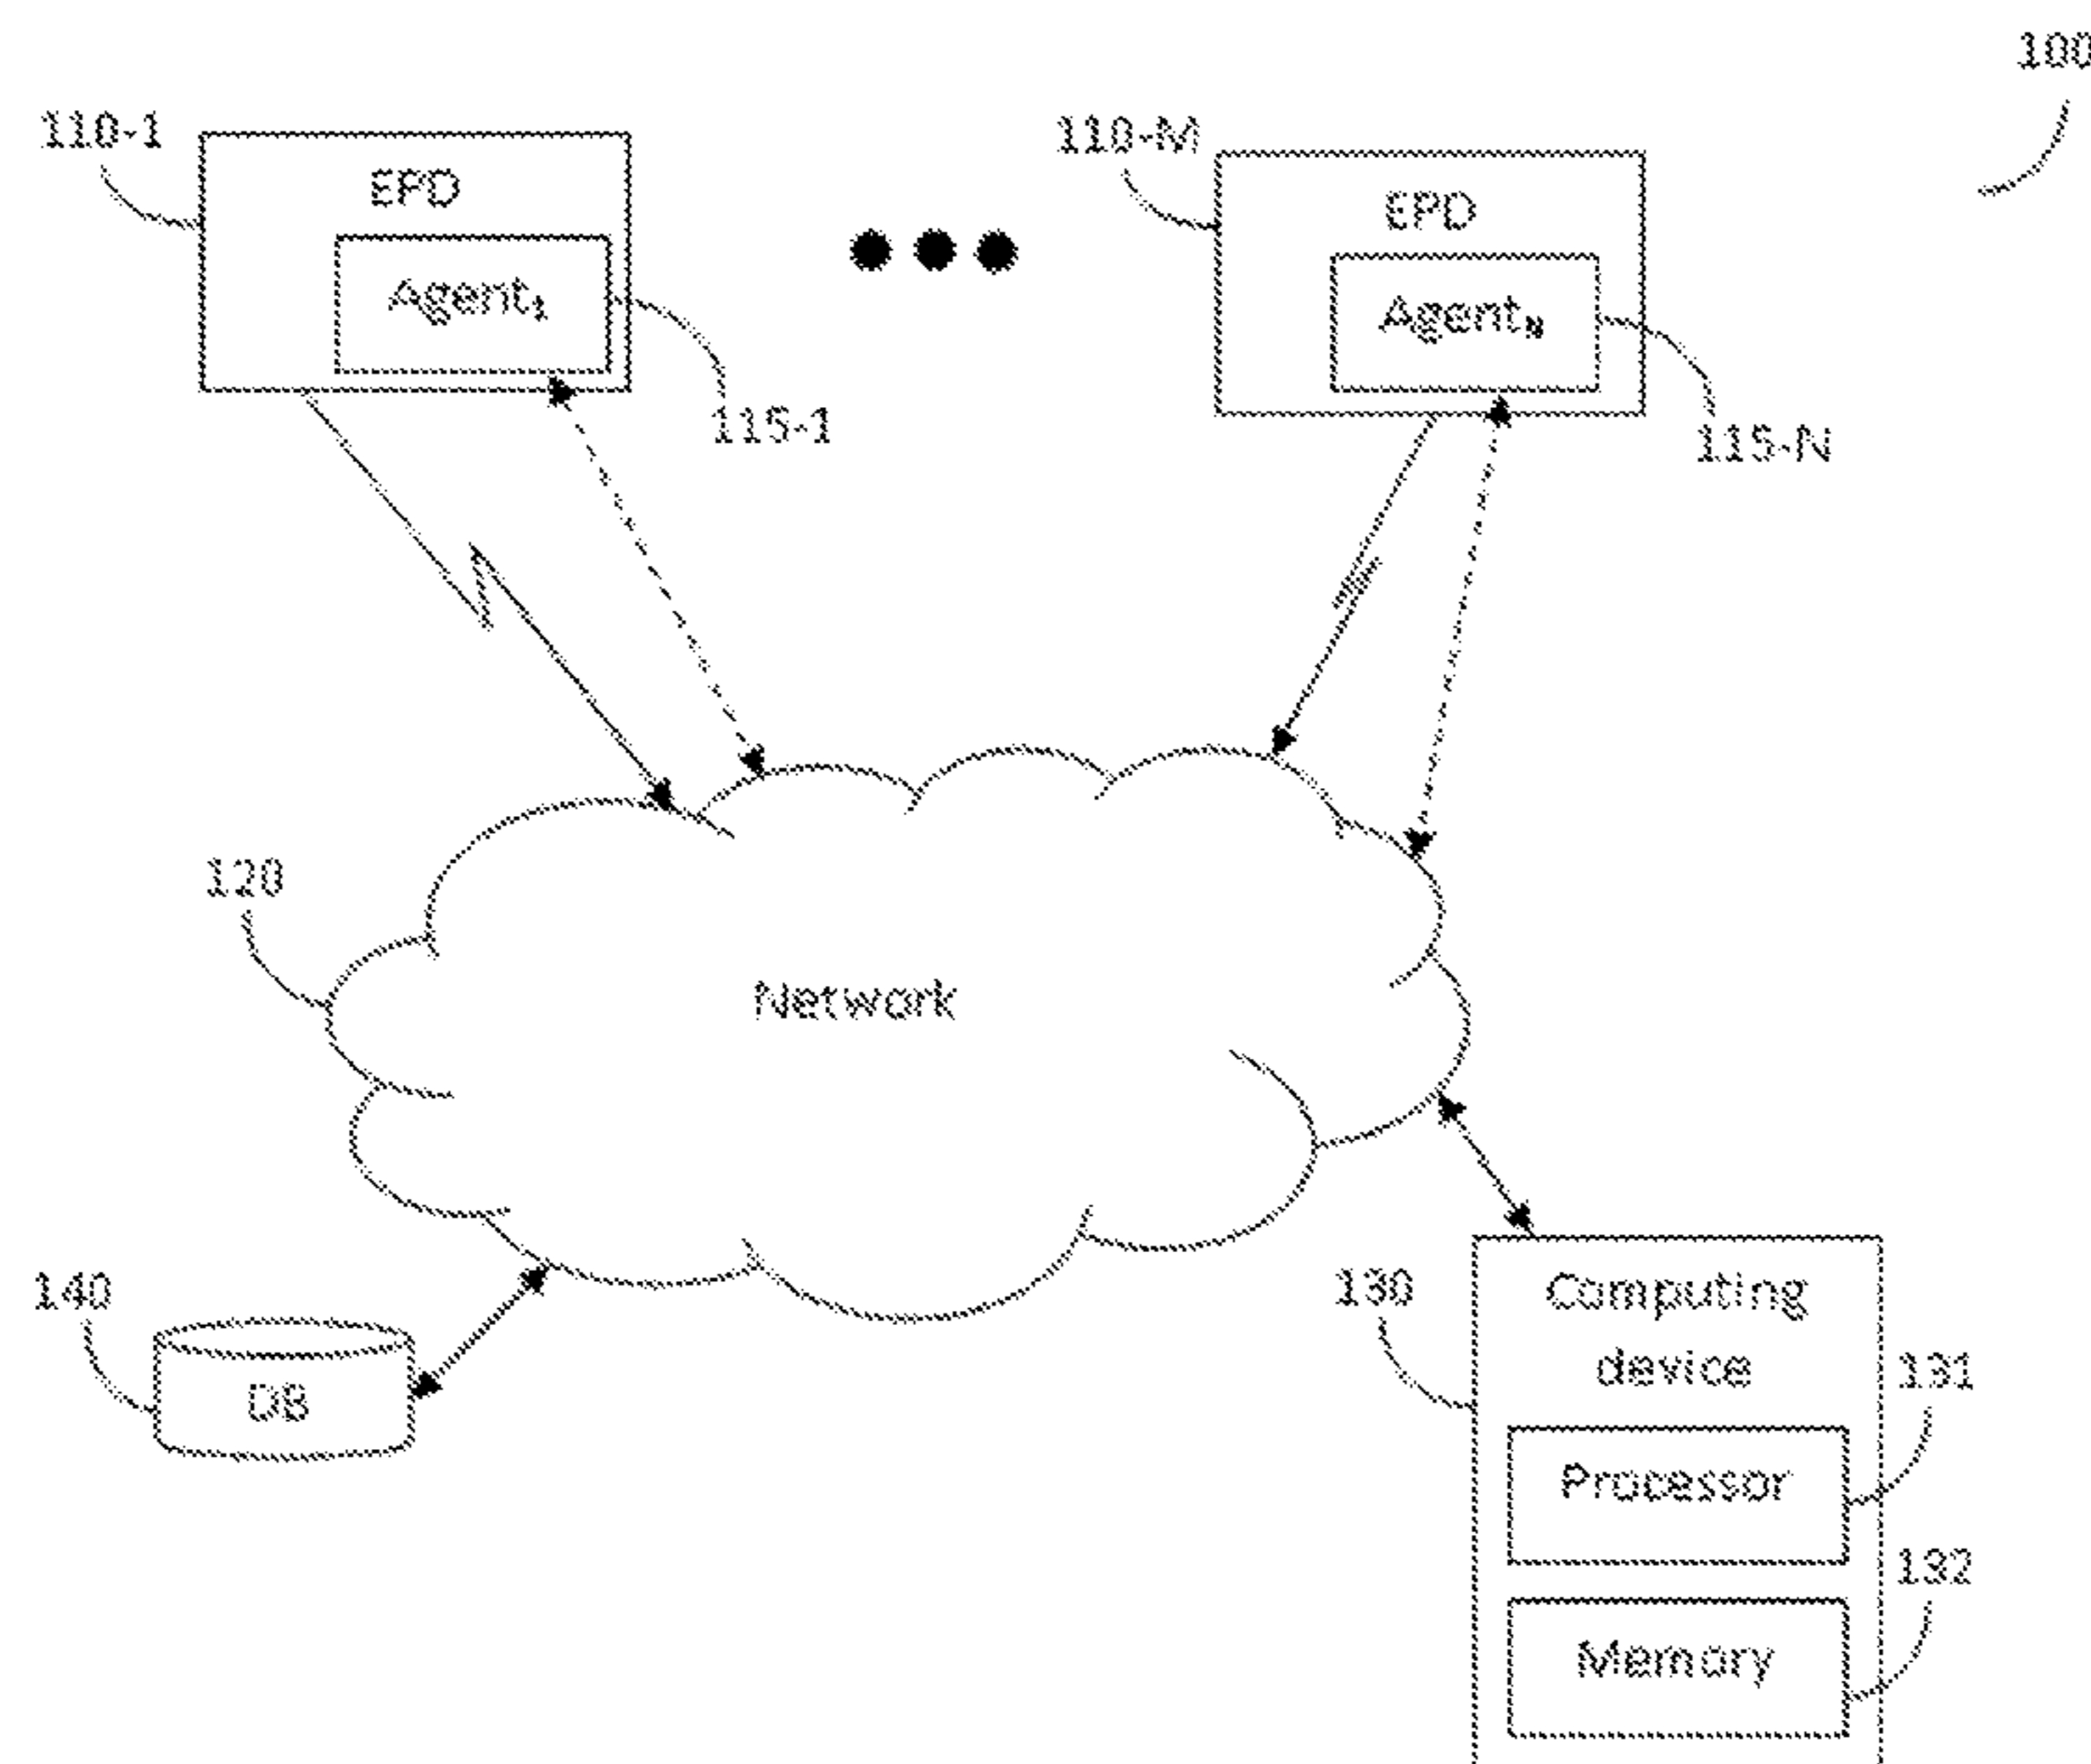 100
110-1
EPD
Agent1
115-1
110-M
EPD
AgentN
115-N
120
Network
140
DB
130
Computing
device
131
Processor
132
Memory